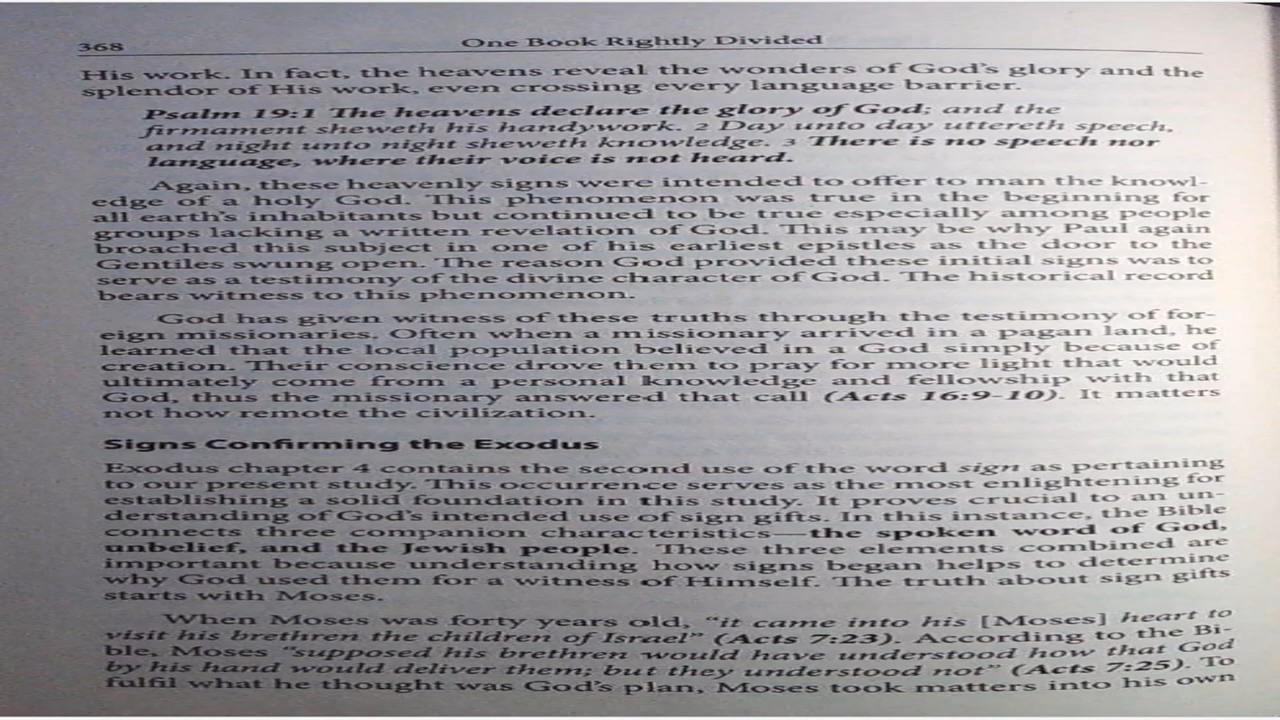 368
One Book Rightly Divided
His work. In fact, the heavens reveal the wonders of God's glory and the
splendor of His work, even crossing every language barrier.
Psalm 19:1 The heavens declare the glory of God; and the
firmament sheweth his handywork. 2 Day unto day uttereth speech,
and night unto night sheweth knowledge. 3 There is no speech nor
language, where their voice is not heard.
Again, these heavenly signs were intended to offer to man the knowl-
edge of a holy God. This phenomenon was true in the beginning for
all earth's inhabitants but continued to be true especially among people
groups lacking a written revelation of God. This may be why Paul again
broached this subject in one of his earliest epistles as the door to the
Gentiles swung open. The reason God provided these initial signs was to
serve as a testimony of the divine character of God. The historical record
bears witness to this phenomenon.
God has given witness of these truths through the testimony of for-
eign missionaries. Often when a missionary arrived in a pagan land, he
learned that the local population believed in a God simply because of
creation. Their conscience drove them to pray for more light that would
ultimately come from a personal knowledge and fellowship with that
God, thus the missionary answered that call (Acts 16:9-10). It matters
not how remote the civilization.
Signs Confirming the Exodus
Exodus chapter 4 contains the second use of the word sign as pertaining
to our present study. This occurrence serves as the most enlightening for
establishing a solid foundation in this study. It proves crucial to an un-
derstanding of God's intended use of sign gifts. In this instance, the Bible
connects three companion characteristics—the spoken word of God,
unbelief, and the Jewish people. These three elements combined are
important because understanding how signs began helps to determine
why God used them for a witness of Himself. The truth about sign gifts
starts with Moses.
When Moses was forty years old, "it came into his [Moses] heart to
visit his brethren the children of Israel" (Acts 7:23). According to the Bi-
ble, Moses "supposed his brethren would have understood how that God
by his hand would deliver them; but they understood not" (Acts 7:25). To
fulfil what he thought was God's plan, Moses took matters into his own